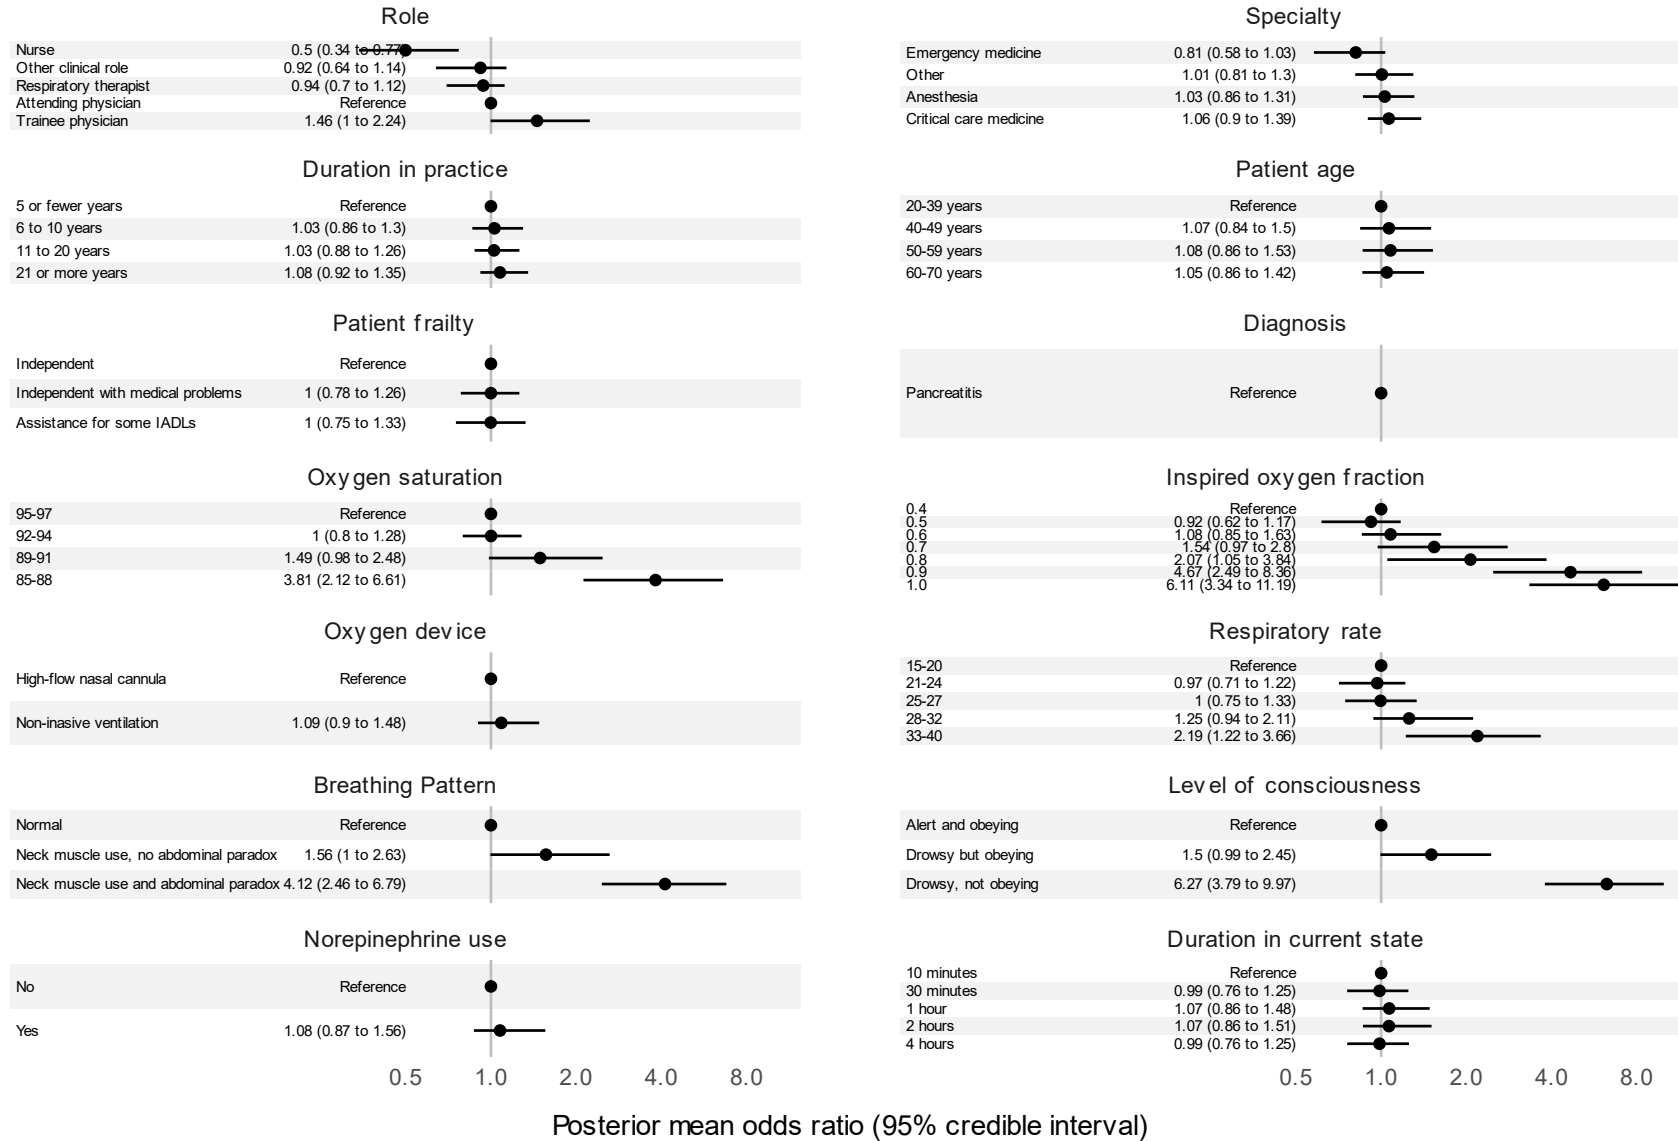 Role
Nurse 0.5 (0.34 to 0.77)
Other clinical role 0.92 (0.64 to 1.14)
Respiratory therapist 0.94 (0.7 to 1.12)
Attending physician Reference
Trainee physician 1.46 (1 to 2.24)
Specialty
Emergency medicine 0.81 (0.58 to 1.03)
Other 1.01 (0.81 to 1.3)
Anesthesia 1.03 (0.86 to 1.31)
Critical care medicine 1.06 (0.9 to 1.39)
Duration in practice
5 or fewer years Reference
6 to 10 years 1.03 (0.86 to 1.3)
11 to 20 years 1.03 (0.88 to 1.26)
21 or more years 1.08 (0.92 to 1.35)
Patient age
20-39 years Reference
40-49 years 1.07 (0.84 to 1.5)
50-59 years 1.08 (0.86 to 1.53)
60-70 years 1.05 (0.86 to 1.42)
Patient frailty
Independent Reference
Independent with medical problems 1 (0.78 to 1.26)
Assistance for some IADLs 1 (0.75 to 1.33)
Diagnosis
Pancreatitis Reference
Oxygen saturation
95-97 Reference
92-94 1 (0.8 to 1.28)
89-91 1.49 (0.98 to 2.48)
85-88 3.81 (2.12 to 6.61)
Inspired oxygen fraction
0.4 Reference
0.5 0.92 (0.62 to 1.17)
0.6 1.08 (0.85 to 1.63)
0.7 1.54 (0.97 to 2.8)
0.8 2.07 (1.05 to 3.84)
0.9 4.67 (2.49 to 8.36)
1.0 6.11 (3.34 to 11.19)
Oxygen device
High-flow nasal cannula Reference
Non-inasive ventilation 1.09 (0.9 to 1.48)
Respiratory rate
15-20 Reference
21-24 0.97 (0.71 to 1.22)
25-27 1 (0.75 to 1.33)
28-32 1.25 (0.94 to 2.11)
33-40 2.19 (1.22 to 3.66)
Breathing Pattern
Normal Reference
Neck muscle use, no abdominal paradox 1.56 (1 to 2.63)
Neck muscle use and abdominal paradox 4.12 (2.46 to 6.79)
Level of consciousness
Alert and obeying Reference
Drowsy but obeying 1.5 (0.99 to 2.45)
Drowsy, not obeying 6.27 (3.79 to 9.97)
Norepinephrine use
No Reference
Yes 1.08 (0.87 to 1.56)
Duration in current state
10 minutes Reference
30 minutes 0.99 (0.76 to 1.25)
1 hour 1.07 (0.86 to 1.48)
2 hours 1.07 (0.86 to 1.51)
4 hours 0.99 (0.76 to 1.25)
0.5 1.0 2.0 4.0 8.0
0.5 1.0 2.0 4.0 8.0
Posterior mean odds ratio (95% credible interval)